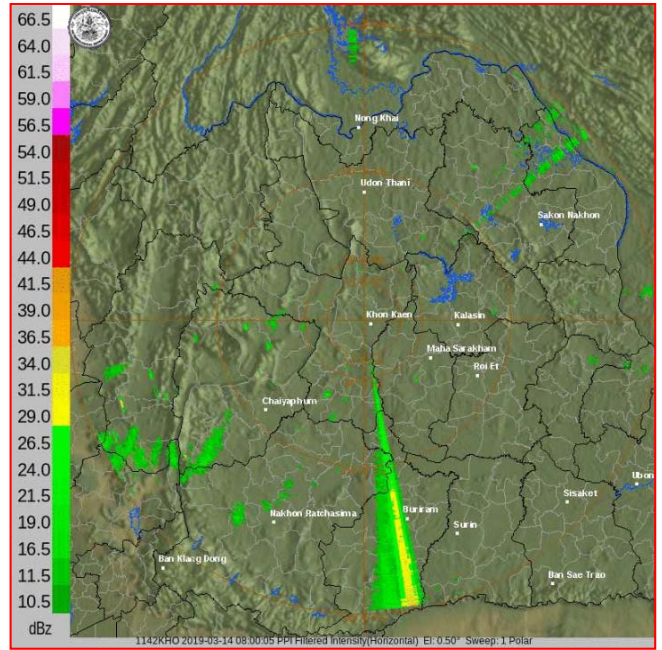 66.5
64.0
61.5
59.0
56.5
54.0
51.5
49.0
46.5
44.0
41.5
39.0
36.5
34.0
31.5
29.0
26.5
24.0
21.5
19.0
16.5
11.5
10.5
dBz
Nong Khai
Udon Thani
Sakon Nakhon
Khon Kaen
Kalasin
Maha Sarakham
Roi Et
Chaiyaphum
Ubon
Sisaket
Nakhon Ratchasima
Buriram
Surin
Ban Klang Dong
Ban Sae Trao
1142KHO 2019-03-14 08:00:05 PPI Filtered Intensity(Horizontal) El: 0.50° Sweep: 1 Polar